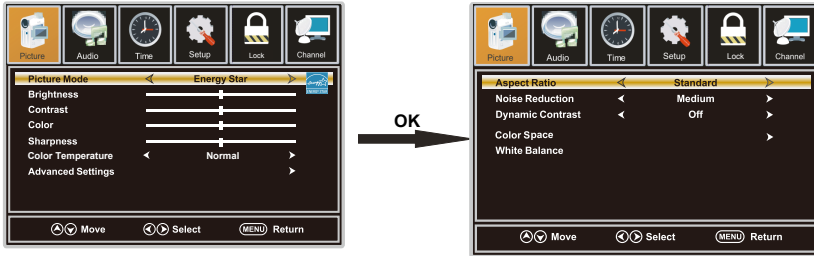 Picture Audio Time Setup Lock Channel
Picture Mode Energy Star
ENERGY STAR
Brightness
Contrast
Color
Sharpness
Color Temperature Normal
Advanced Settings
Move Select MENU Return
OK
Picture Audio Time Setup Lock Channel
Aspect Ratio Standard
Noise Reduction Medium
Dynamic Contrast Off
Color Space
White Balance
Move Select MENU Return